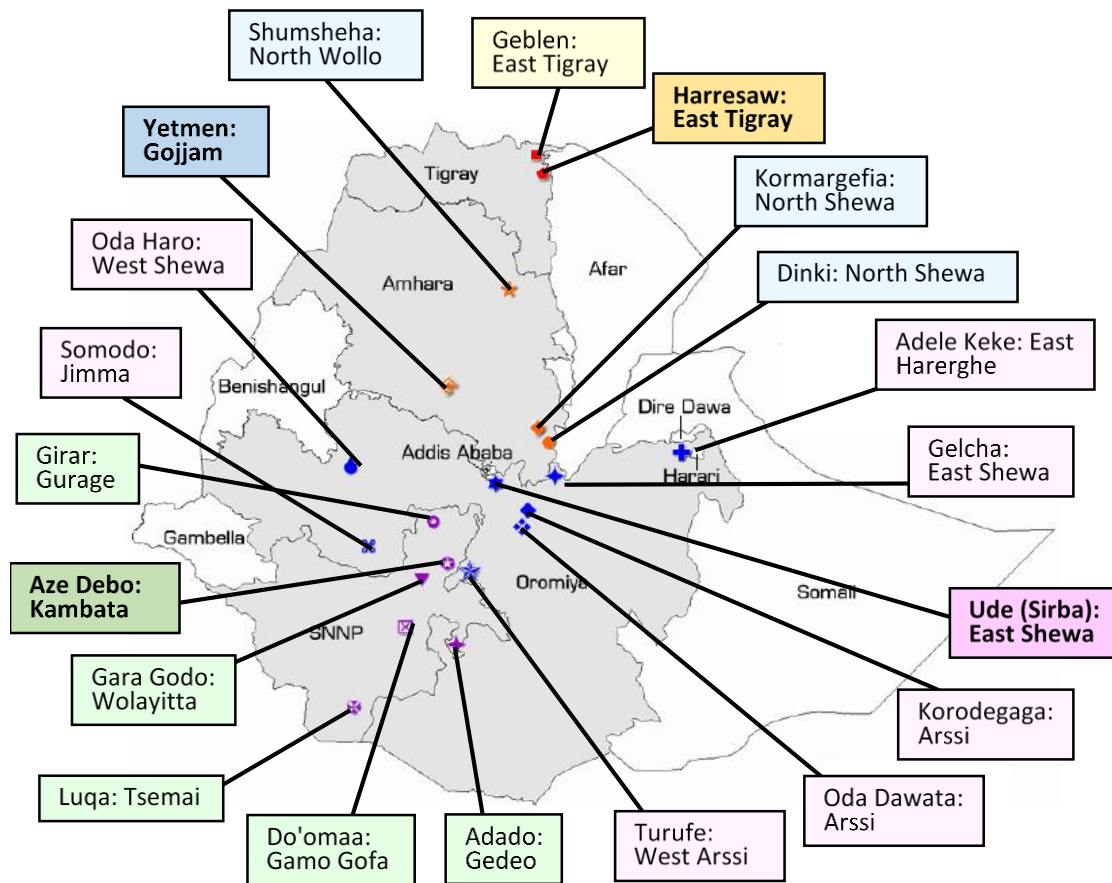 Shumsheha:
North Wollo
Geblen:
East Tigray
Harresaw:
East Tigray
Yetmen:
Gojjam
Tigray
Kormargefia:
North Shewa
Oda Haro:
West Shewa
Afar
Dinki: North Shewa
Amhara
Somodo:
Jimma
Adele Keke: East
Harerghe
Benishangul
Dire Dawa
Girar:
Gurage
Addis Ababa
Gelcha:
East Shewa
Harari
Gambella
Aze Debo:
Kambata
Oromiya
Somali
Ude (Sirba):
East Shewa
SNNP
Gara Godo:
Wolayitta
Korodegaga:
Arssi
Luqa: Tsemai
Oda Dawata:
Arssi
Do'omaa:
Gamo Gofa
Adado:
Gedeo
Turufe:
West Arssi